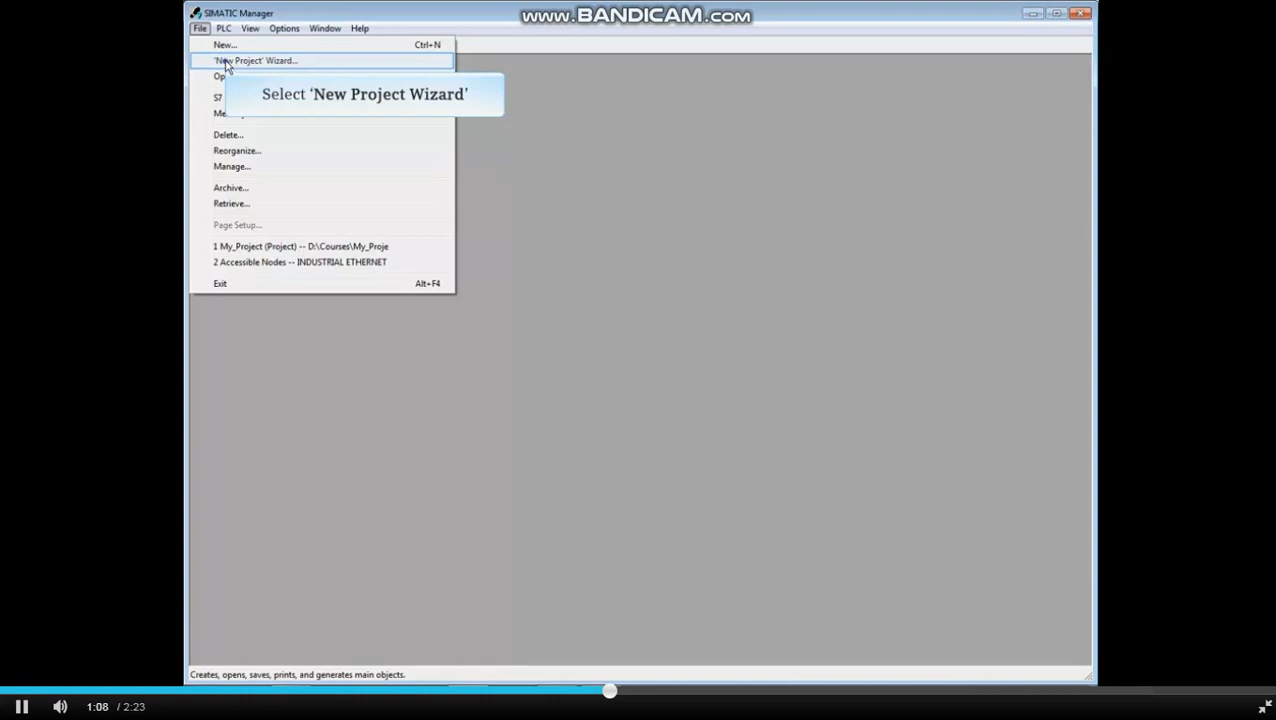 SIMATIC Manager
www.BANDICAM.com
File PLC View Options Window Help
New... Ctrl+N
'New Project' Wizard...
Op
Select ‘New Project Wizard’
S7
Delete...
Reorganize...
Manage...
Archive...
Retrieve...
Page Setup...
1 My_Project (Project) -- D:\Courses\My_Proje
2 Accessible Nodes -- INDUSTRIAL ETHERNET
Exit Alt+F4
Creates, opens, saves, prints, and generates main objects.
1:08 / 2:23